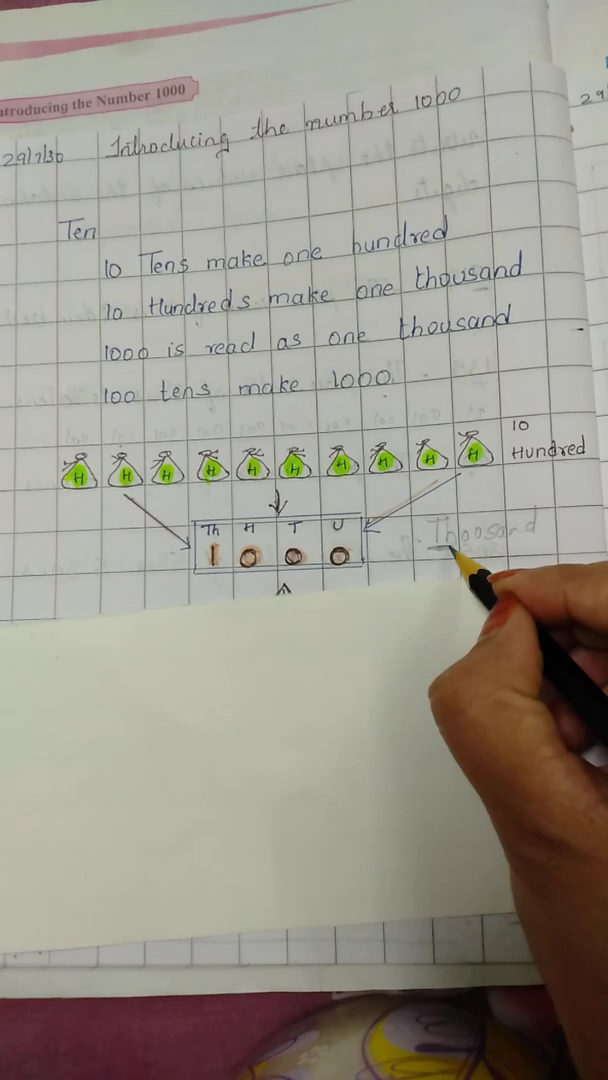 ntroducing the Number 1000
29/7/30 Introducing the number 1000
29
Ten
10 Tens make one hundred
10 Hundreds make one thousand
1000 is read as one thousand
100 tens make 1000
H H H H H H H H H H 10 Hundred
Th H T U
1 0 0 0
Thousand